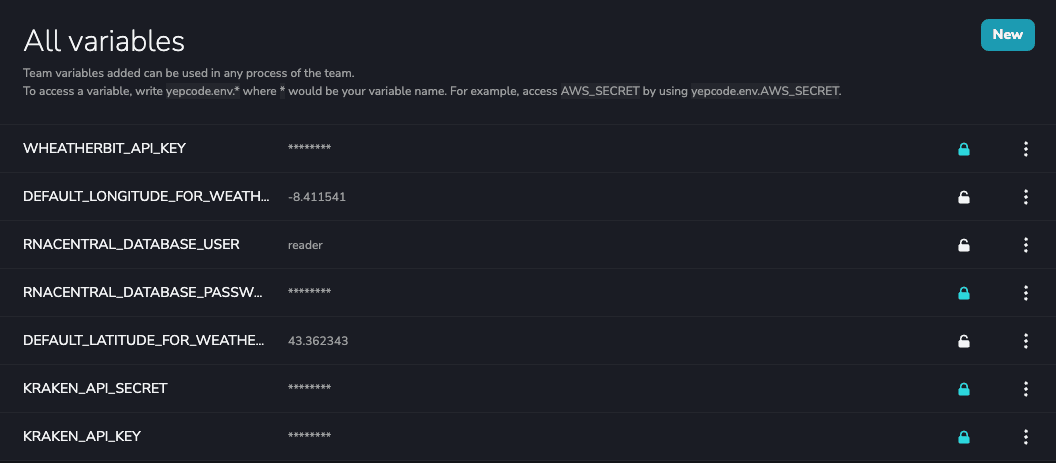 All variables
New
Team variables added can be used in any process of the team.
To access a variable, write yepcode.env.* where * would be your variable name. For example, access AWS_SECRET by using yepcode.env.AWS_SECRET.
WHEATHERBIT_API_KEY ********
DEFAULT_LONGITUDE_FOR_WEATH... -8.411541
RNACENTRAL_DATABASE_USER reader
RNACENTRAL_DATABASE_PASSW... ********
DEFAULT_LATITUDE_FOR_WEATHE... 43.362343
KRAKEN_API_SECRET ********
KRAKEN_API_KEY ********